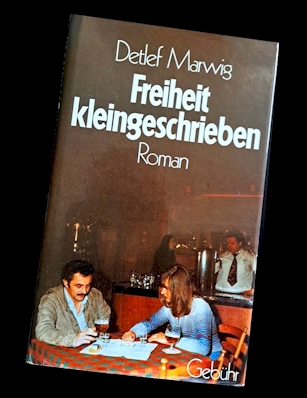 Detlef Marwig
Freiheit
kleingeschrieben
Roman
Gebühr